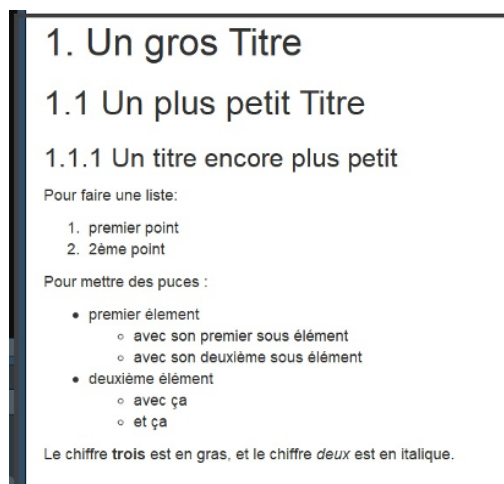 1. Un gros Titre
1.1 Un plus petit Titre
1.1.1 Un titre encore plus petit
Pour faire une liste:
1. premier point
2. 2ème point
Pour mettre des puces :
• premier élement
◦ avec son premier sous élément
◦ avec son deuxième sous élément
• deuxième élément
◦ avec ça
◦ et ça
Le chiffre trois est en gras, et le chiffre deux est en italique.